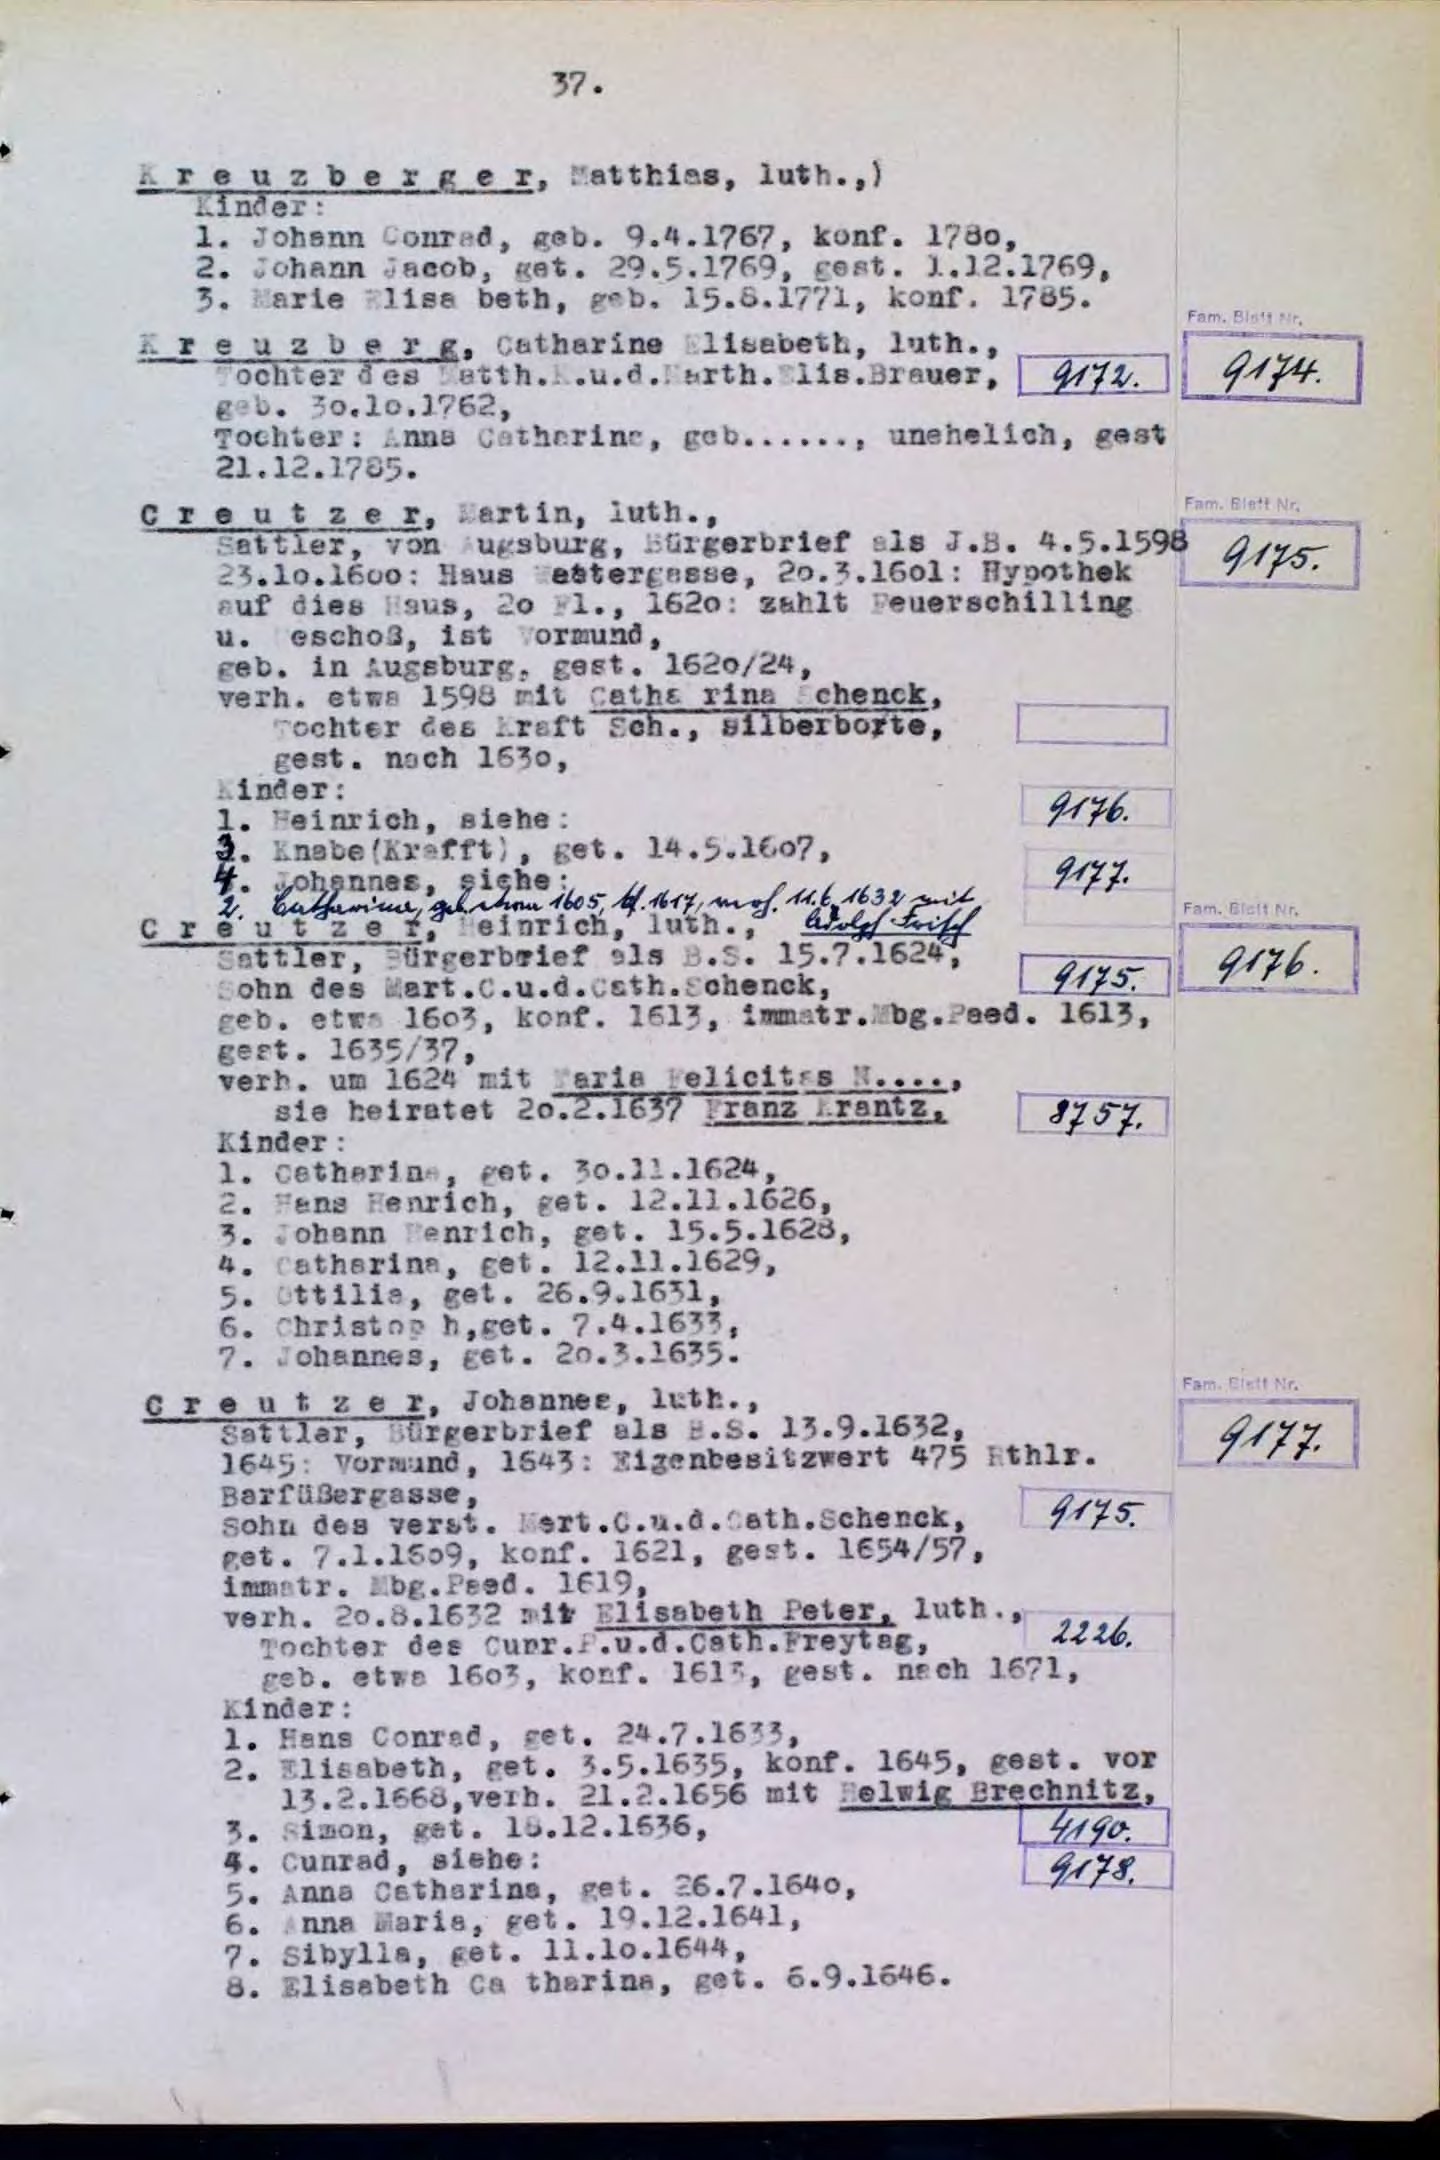 37.
Kreuzberger, Matthias, luth.,)
Kinder:
1. Johann Conrad, geb. 9.4.1767, konf. 178o,
2. Johann Jacob, get. 29.5.1769, gest. 1.12.1769,
3. Marie Elisa beth, geb. 15.8.1771, konf. 1785.
Fam. Blatt Nr.
Kreuzberg, Catharine Elisabeth, luth.,
Tochter des Matth.K.u.d.Marth.Elis.Brauer, 9172. 9174.
geb. 3o.1o.1762,
Tochter: Anna Catharine, geb......, unehelich, gest
21.12.1785.
Fam. Blatt Nr.
Creutzer, Martin, luth.,
Sattler, von Augsburg, Bürgerbrief als J.B. 4.5.1598 9175.
23.1o.16oo: Haus Wettergasse, 2o.3.16o1: Hypothek
auf dies Haus, 2o Fl., 162o: zahlt Feuerschilling
u. Geschoß, ist Vormund,
geb. in Augsburg, gest. 162o/24,
verh. etwa 1598 mit Catha rina Schenck,
Tochter des Kraft Sch., Silberborte,
gest. nach 163o,
Kinder:
1. Heinrich, siehe: 9176.
3. Knabe(Krafft), get. 14.5.16o7,
4. Johannes, siehe: 9177.
2. Catharina, geb. etwa 1605, kf. 1617, verh. 11.6.1632 mit
Adolph Frisch
Fam. Blatt Nr.
Creutzer, Heinrich, luth.,
Sattler, Bürgerbrief als B.S. 15.7.1624, 9176.
Sohn des Mart.C.u.d.Cath.Schenck, 9175.
geb. etwa 16o3, konf. 1613, immatr.Mbg.Paed. 1613,
gest. 1635/37,
verh. um 1624 mit Maria Felicitas N....,
sie heiratet 2o.2.1637 Franz Krantz, 8757.
Kinder:
1. Catharina, get. 3o.11.1624,
2. Hans Henrich, get. 12.11.1626,
3. Johann Henrich, get. 15.5.1628,
4. Catharina, get. 12.11.1629,
5. Ottilia, get. 26.9.1631,
6. Christop h,get. 7.4.1633,
7. Johannes, get. 2o.3.1635.
Fam. Blatt Nr.
Creutzer, Johannes, luth.,
Sattler, Bürgerbrief als B.S. 13.9.1632, 9177.
1645: Vormund, 1643: Eigenbesitzwert 475 Rthlr.
Barfüßergasse,
Sohn des verst. Mart.C.u.d.Cath.Schenck, 9175.
get. 7.1.16o9, konf. 1621, gest. 1654/57,
immatr. Mbg.Paed. 1619,
verh. 2o.8.1632 mit Elisabeth Peter, luth.,
Tochter des Cunr.P.u.d.Cath.Freytag, 2226.
geb. etwa 16o3, konf. 1613, gest. nach 1671,
Kinder:
1. Hans Conrad, get. 24.7.1633,
2. Elisabeth, get. 3.5.1635, konf. 1645, gest. vor
13.2.1668,verh. 21.2.1656 mit Helwig Brechnitz,
3. Simon, get. 18.12.1636, 4190.
4. Cunrad, siehe: 9178.
5. Anna Catharina, get. 26.7.164o,
6. Anna Maria, get. 19.12.1641,
7. Sibylla, get. 11.1o.1644,
8. Elisabeth Ca tharina, get. 6.9.1646.